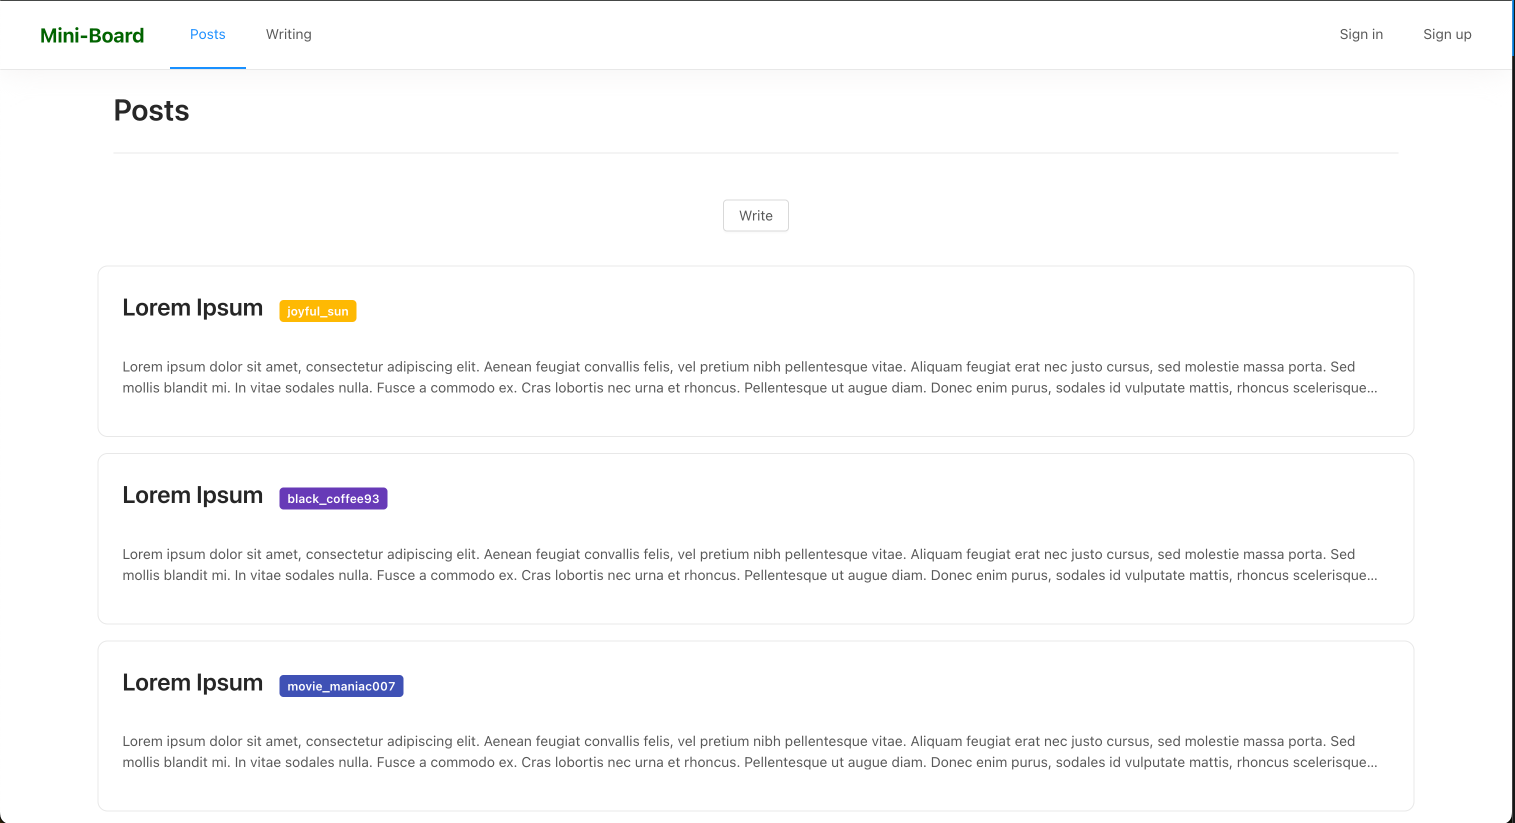 Mini-Board Posts Writing Sign in Sign up
Posts
Write
Lorem Ipsum joyful_sun
Lorem ipsum dolor sit amet, consectetur adipiscing elit. Aenean feugiat convallis felis, vel pretium nibh pellentesque vitae. Aliquam feugiat erat nec justo cursus, sed molestie massa porta. Sed
mollis blandit mi. In vitae sodales nulla. Fusce a commodo ex. Cras lobortis nec urna et rhoncus. Pellentesque ut augue diam. Donec enim purus, sodales id vulputate mattis, rhoncus scelerisque...
Lorem Ipsum black_coffee93
Lorem ipsum dolor sit amet, consectetur adipiscing elit. Aenean feugiat convallis felis, vel pretium nibh pellentesque vitae. Aliquam feugiat erat nec justo cursus, sed molestie massa porta. Sed
mollis blandit mi. In vitae sodales nulla. Fusce a commodo ex. Cras lobortis nec urna et rhoncus. Pellentesque ut augue diam. Donec enim purus, sodales id vulputate mattis, rhoncus scelerisque...
Lorem Ipsum movie_maniac007
Lorem ipsum dolor sit amet, consectetur adipiscing elit. Aenean feugiat convallis felis, vel pretium nibh pellentesque vitae. Aliquam feugiat erat nec justo cursus, sed molestie massa porta. Sed
mollis blandit mi. In vitae sodales nulla. Fusce a commodo ex. Cras lobortis nec urna et rhoncus. Pellentesque ut augue diam. Donec enim purus, sodales id vulputate mattis, rhoncus scelerisque...